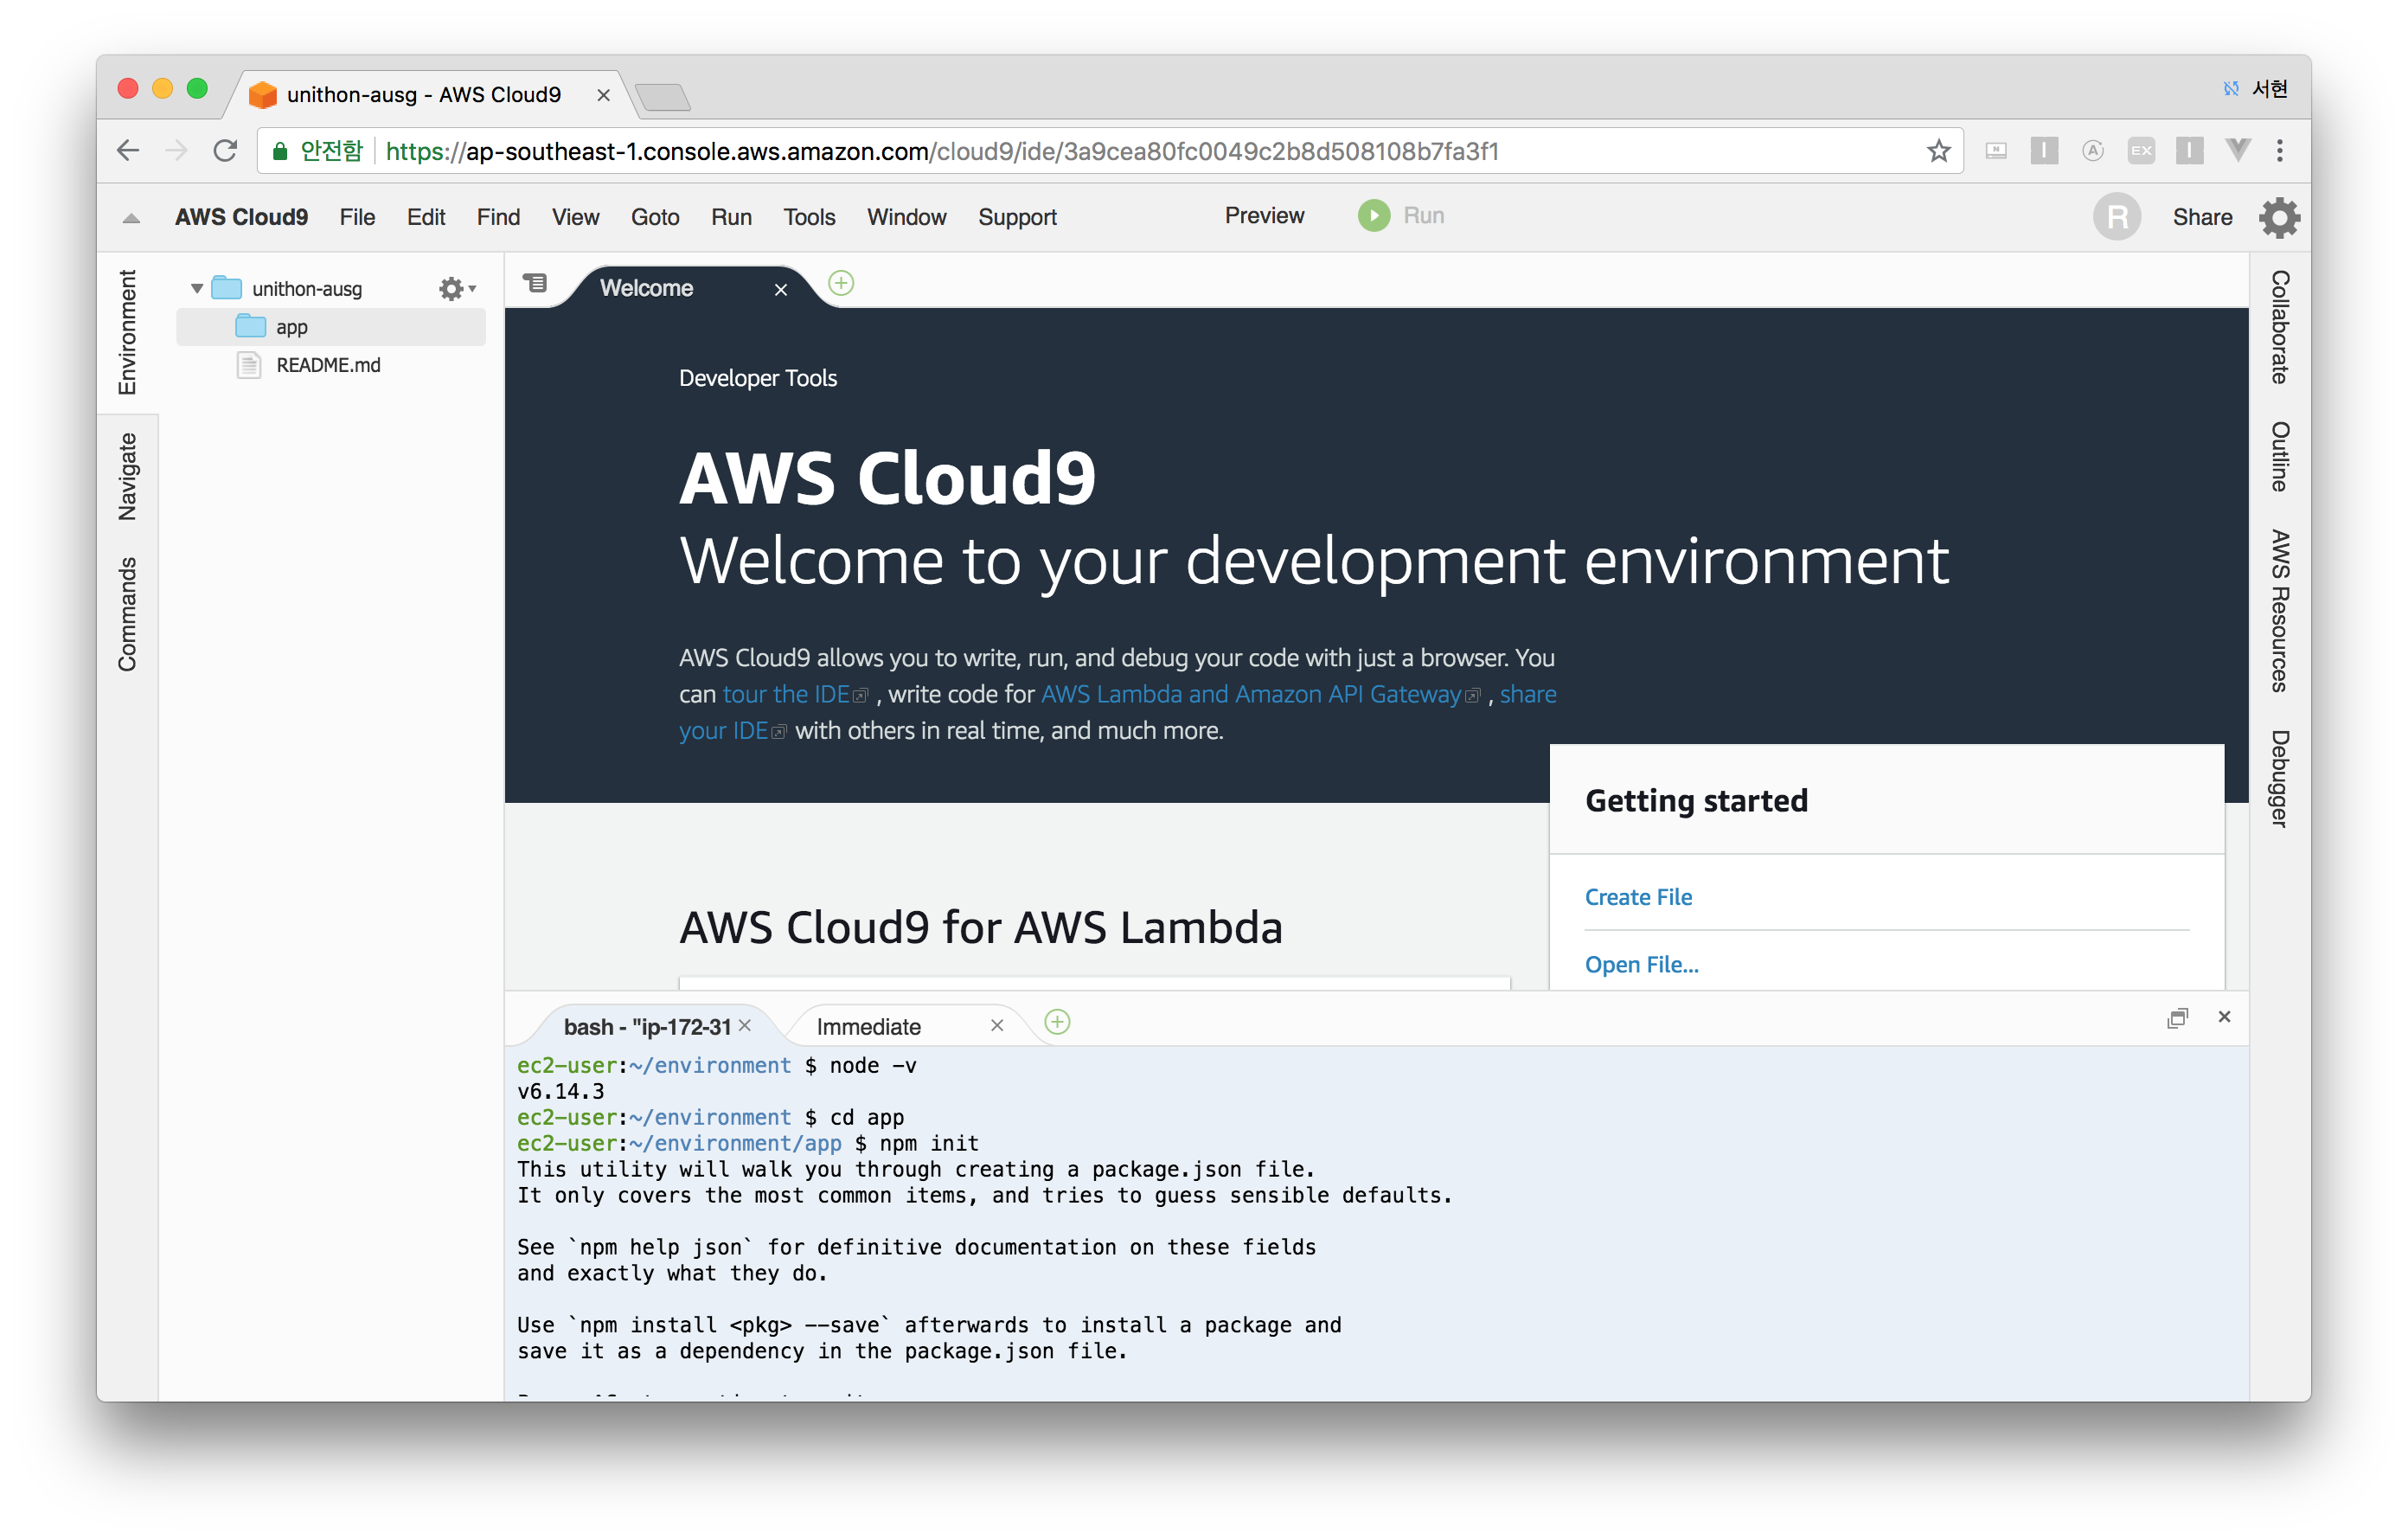 unithon-ausg - AWS Cloud9
서현
안전함 https://ap-southeast-1.console.aws.amazon.com/cloud9/ide/3a9cea80fc0049c2b8d508108b7fa3f1
AWS Cloud9 File Edit Find View Goto Run Tools Window Support Preview Run R Share
Environment
Navigate
Commands
unithon-ausg
app
README.md
Welcome
Developer Tools
AWS Cloud9
Welcome to your development environment
AWS Cloud9 allows you to write, run, and debug your code with just a browser. You
can tour the IDE , write code for AWS Lambda and Amazon API Gateway , share
your IDE with others in real time, and much more.
Getting started
Create File
Open File...
AWS Cloud9 for AWS Lambda
Collaborate
Outline
AWS Resources
Debugger
bash - "ip-172-31 Immediate
ec2-user:~/environment $ node -v
v6.14.3
ec2-user:~/environment $ cd app
ec2-user:~/environment/app $ npm init
This utility will walk you through creating a package.json file.
It only covers the most common items, and tries to guess sensible defaults.
See `npm help json` for definitive documentation on these fields
and exactly what they do.
Use `npm install <pkg> --save` afterwards to install a package and
save it as a dependency in the package.json file.